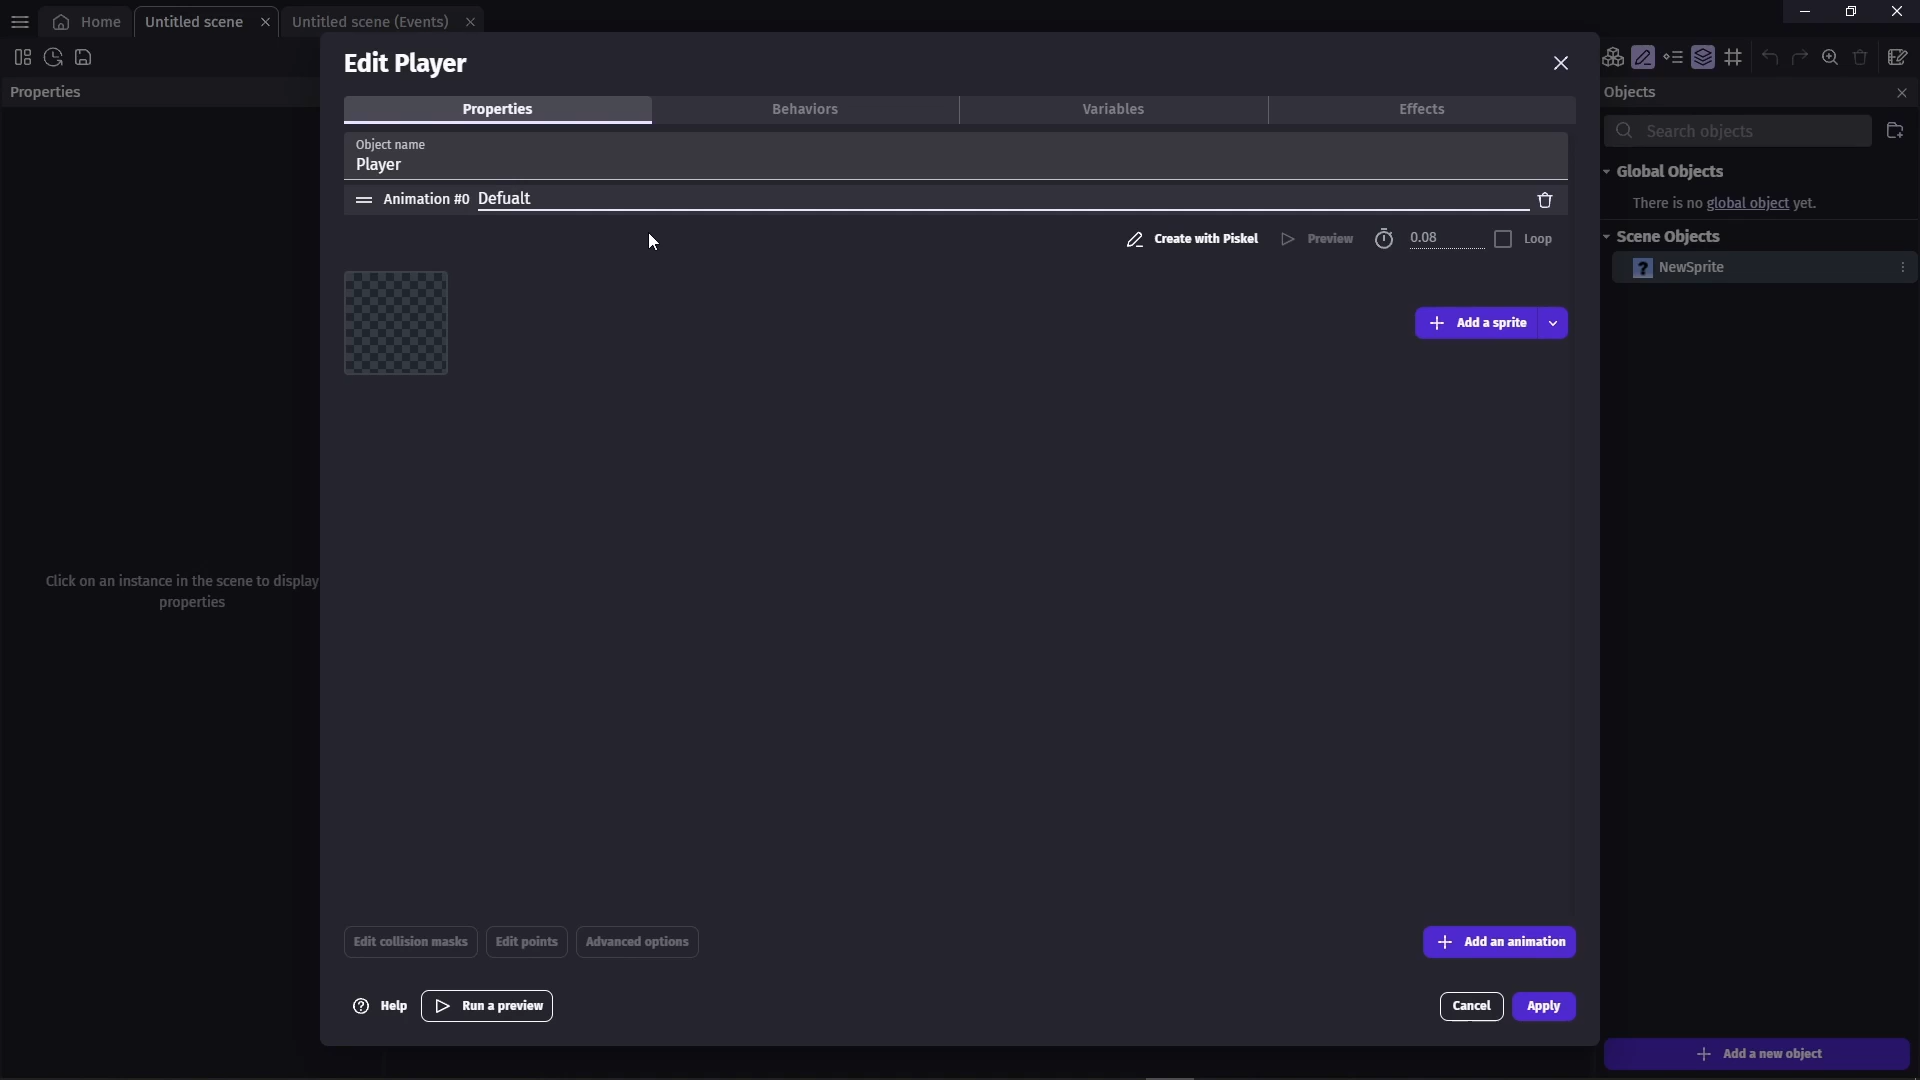 Home
Untitled scene
Untitled scene (Events)
Edit Player
Properties
Properties
Behaviors
Variables
Effects
Objects
Object name
Player
Search objects
Animation #0 Defualt
Global Objects
There is no global object yet.
Create with Piskel
Preview
0.08
Loop
Scene Objects
? NewSprite
Add a sprite
Click on an instance in the scene to display
properties
Edit collision masks
Edit points
Advanced options
Add an animation
Help
Run a preview
Cancel
Apply
Add a new object